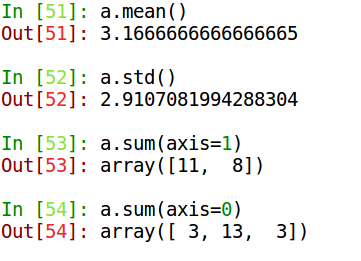 In [51]: a.mean()
Out[51]: 3.1666666666666665
In [52]: a.std()
Out[52]: 2.9107081994288304
In [53]: a.sum(axis=1)
Out[53]: array([11,  8])
In [54]: a.sum(axis=0)
Out[54]: array([ 3, 13,  3])